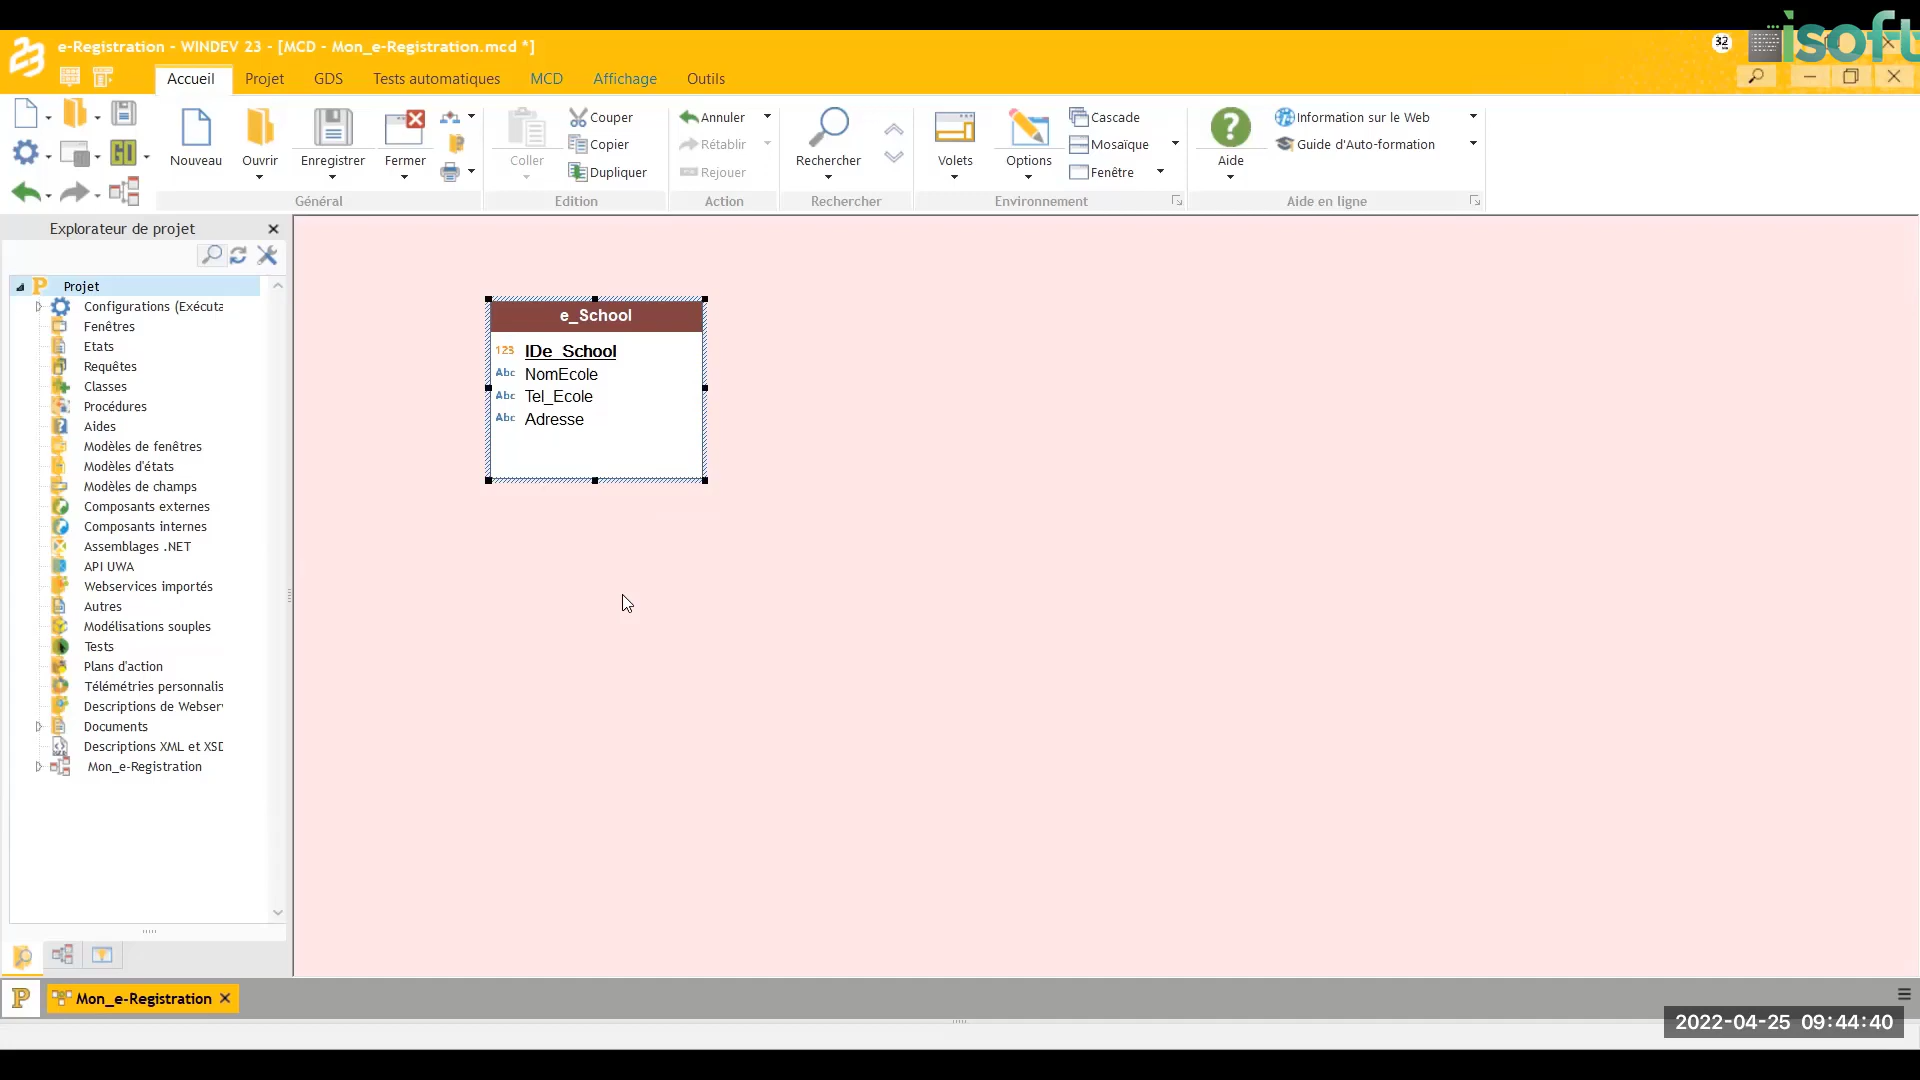 isoft
e-Registration - WINDEV 23 - [MCD - Mon_e-Registration.mcd *]
32
Accueil Projet GDS Tests automatiques MCD Affichage Outils
Nouveau Ouvrir Enregistrer Fermer
Coller Couper
Copier
Dupliquer
Annuler
Rétablir
Rejouer
Rechercher
Volets Options Cascade
Mosaïque
Fenêtre
Aide Information sur le Web
Guide d'Auto-formation
Général Edition Action Rechercher Environnement Aide en ligne
Explorateur de projet
Projet
Configurations (Exécuta
Fenêtres
Etats
Requêtes
Classes
Procédures
Aides
Modèles de fenêtres
Modèles d'états
Modèles de champs
Composants externes
Composants internes
Assemblages .NET
API UWA
Webservices importés
Autres
Modélisations souples
Tests
Plans d'action
Télémétries personnalis
Descriptions de Webser
Documents
Descriptions XML et XSD
Mon_e-Registration
e_School
123 IDe_School
Abc NomEcole
Abc Tel_Ecole
Abc Adresse
Mon_e-Registration
2022-04-25 09:44:40